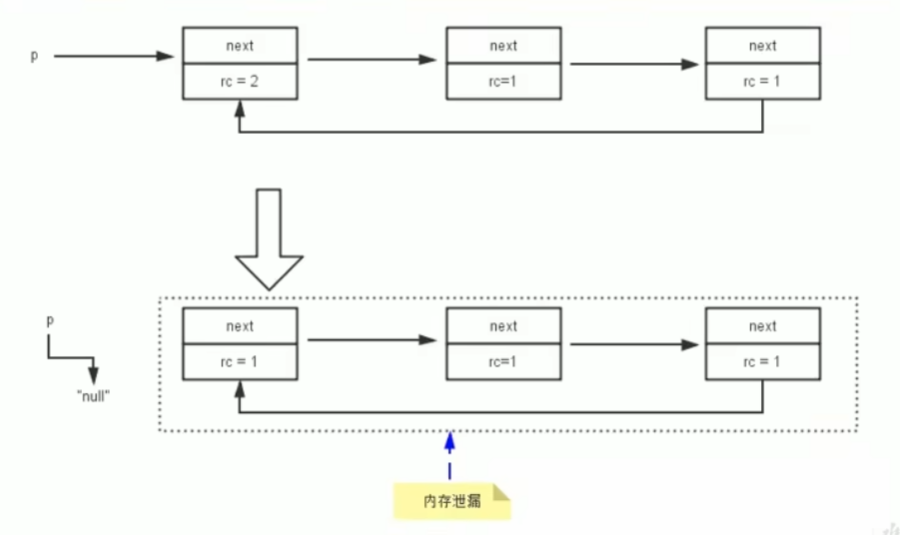 next
next
next
p
rc = 2
rc=1
rc = 1
p
next
next
next
rc = 1
rc=1
rc = 1
"null"
内存泄漏